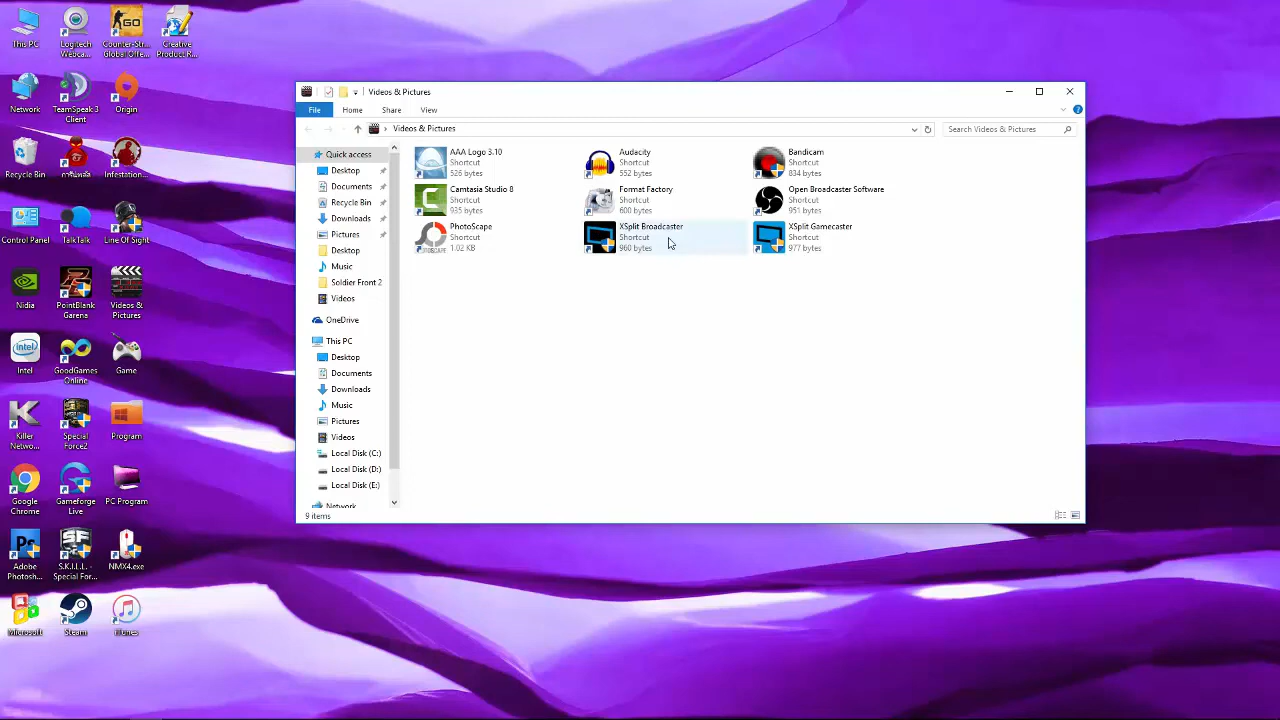 This PC
Logitech
Webca...
Counter-Str...
Global Offe...
Creative
Product R...
Network
TeamSpeak 3
Client
Origin
Recycle Bin
Infestation...
Control Panel
TalkTalk
Line Of Sight
Nidia
PointBlank
Garena
Videos &
Pictures
Intel
GoodGames
Online
Game
Killer
Netwo...
Special
Force2
Program
Google
Chrome
Gameforge
Live
PC Program
Adobe
Photosh...
S.K.I.L.L. -
Special For...
NMX4.exe
Microsoft
Steam
iTunes
Videos & Pictures
File Home Share View
Videos & Pictures
Search Videos & Pictures
Quick access
Desktop
Documents
Recycle Bin
Downloads
Pictures
Desktop
Music
Soldier Front 2
Videos
OneDrive
This PC
Desktop
Documents
Downloads
Music
Pictures
Videos
Local Disk (C:)
Local Disk (D:)
Local Disk (E:)
Network
AAA Logo 3.10
Shortcut
526 bytes
Audacity
Shortcut
552 bytes
Bandicam
Shortcut
834 bytes
Camtasia Studio 8
Shortcut
935 bytes
Format Factory
Shortcut
600 bytes
Open Broadcaster Software
Shortcut
951 bytes
PhotoScape
Shortcut
1.02 KB
XSplit Broadcaster
Shortcut
960 bytes
XSplit Gamecaster
Shortcut
977 bytes
9 items